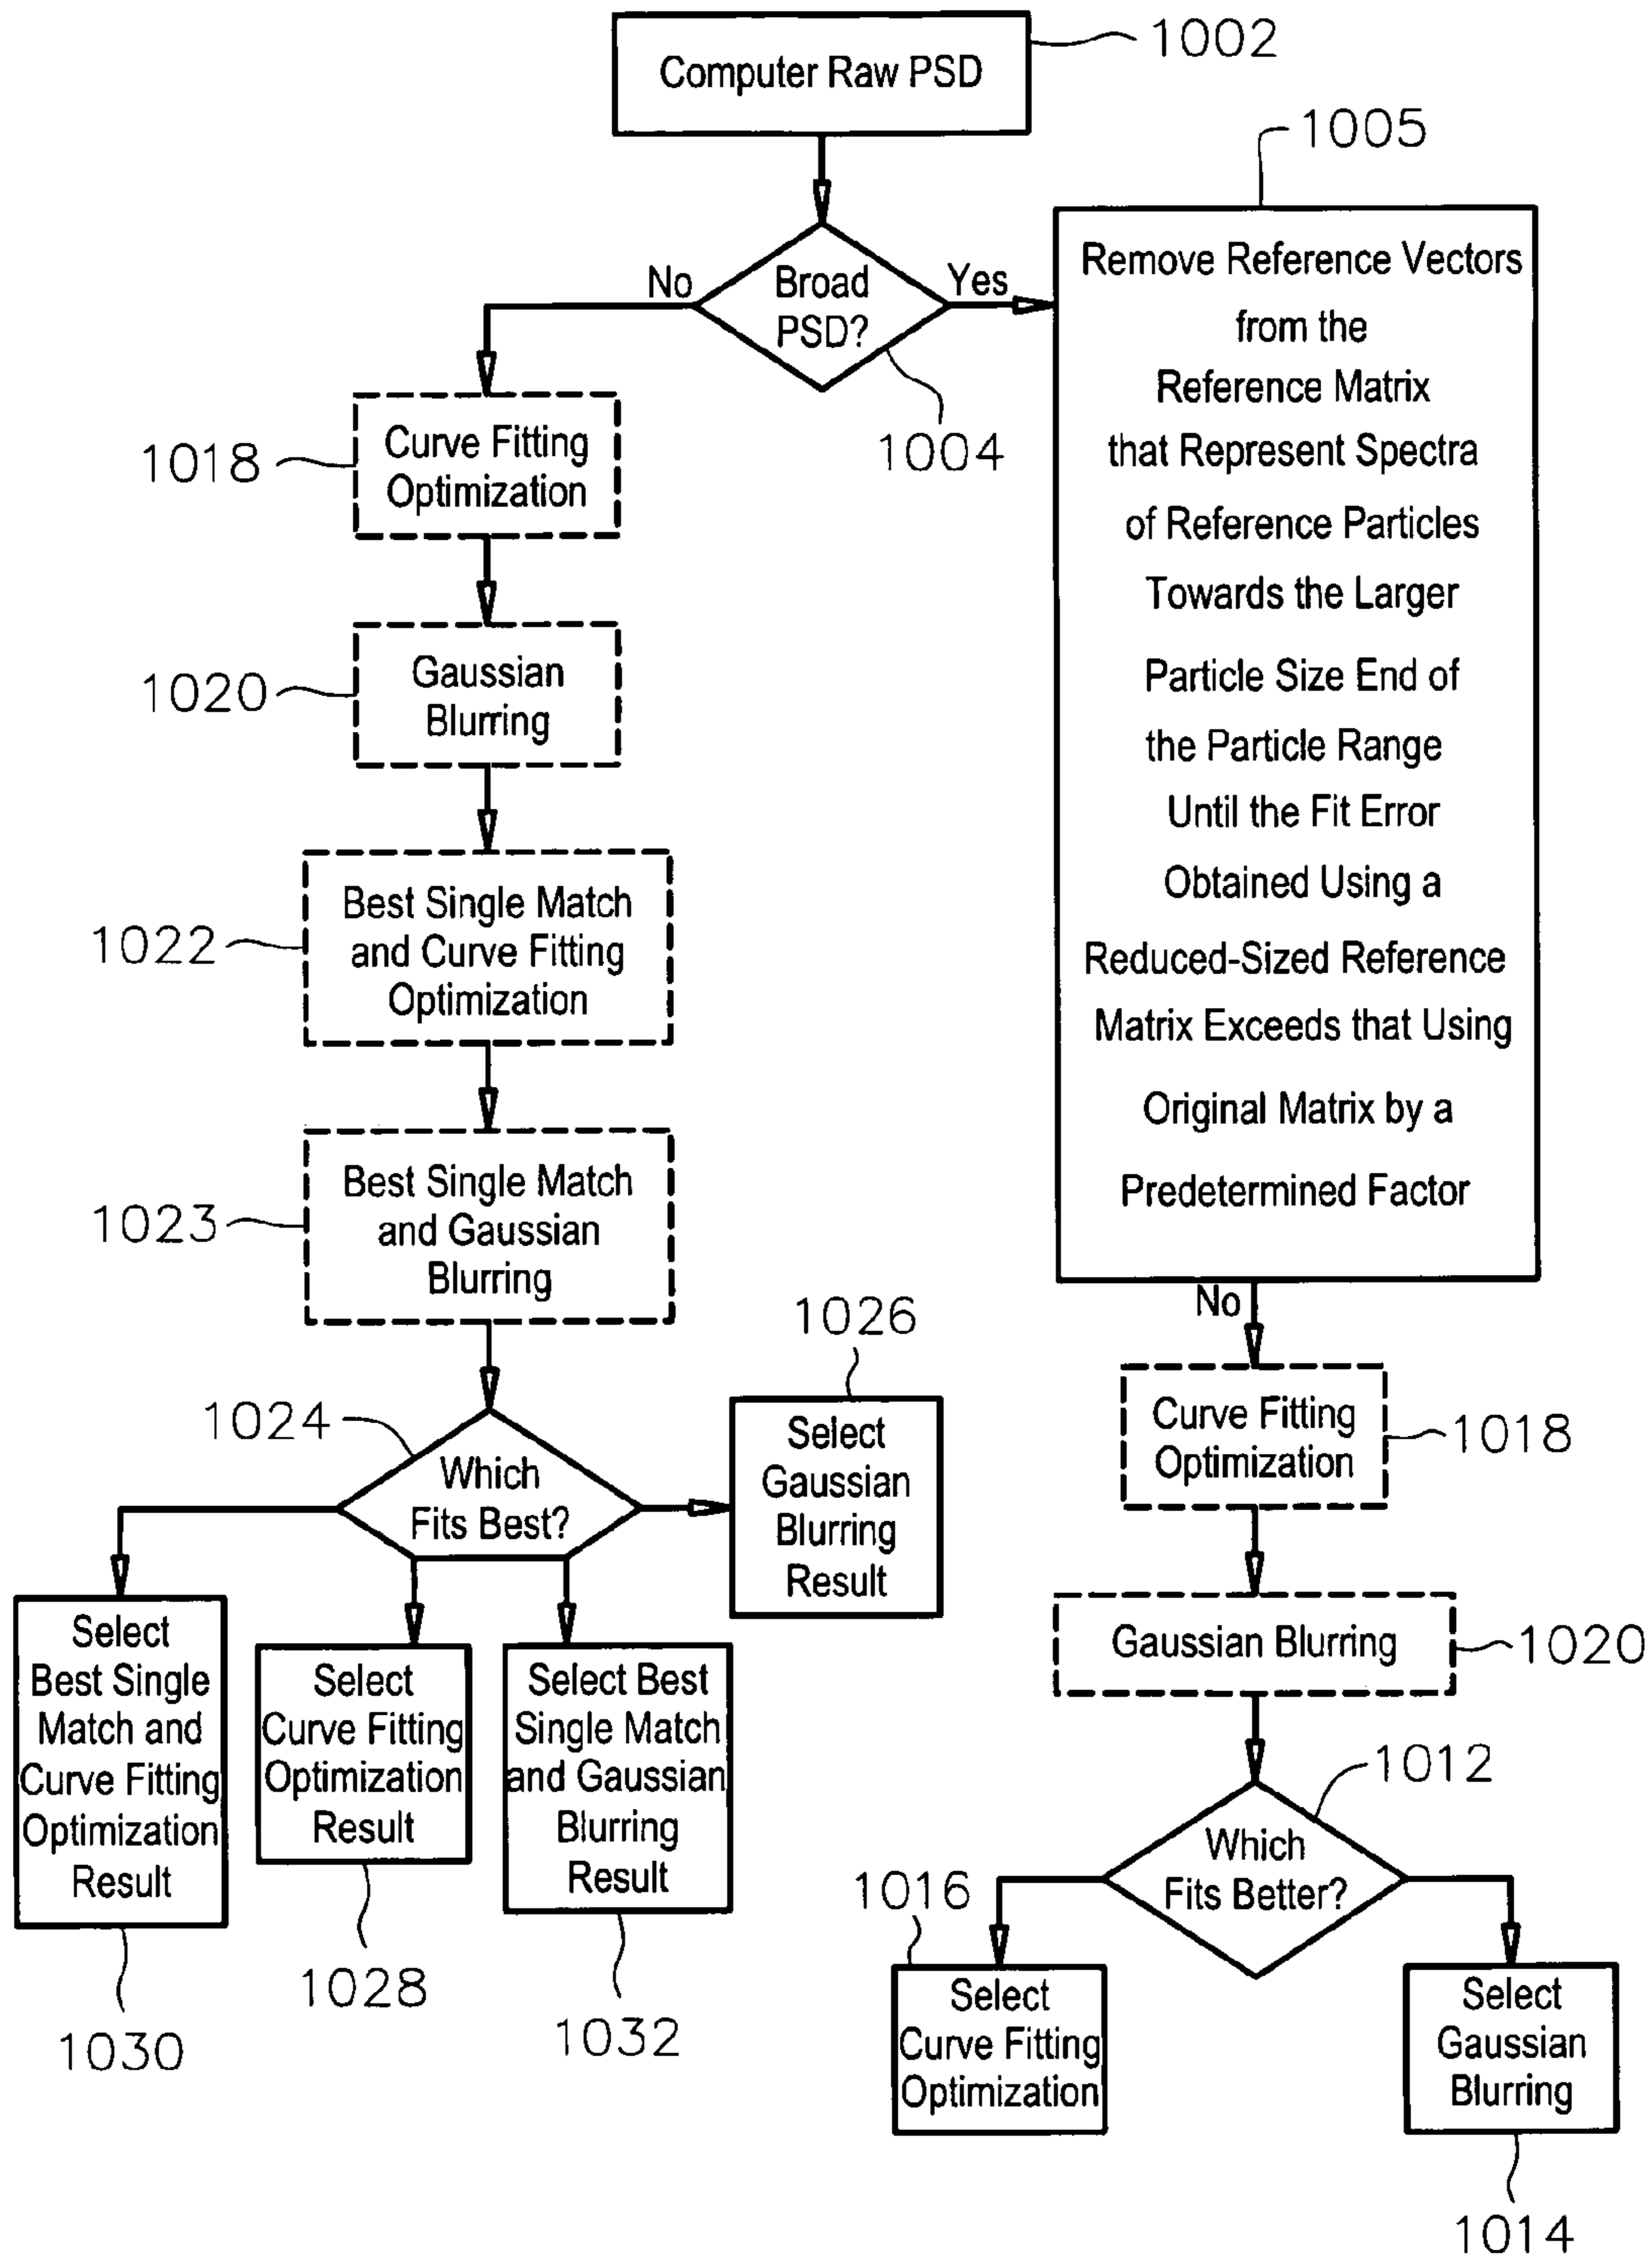 1002
Computer Raw PSD
1005
No
Broad
PSD?
Yes
1004
Remove Reference Vectors
from the
Reference Matrix
that Represent Spectra
of Reference Particles
Towards the Larger
Particle Size End of
the Particle Range
Until the Fit Error
Obtained Using a
Reduced-Sized Reference
Matrix Exceeds that Using
Original Matrix by a
Predetermined Factor
1018
Curve Fitting
Optimization
1020
Gaussian
Blurring
1022
Best Single Match
and Curve Fitting
Optimization
1023
Best Single Match
and Gaussian
Blurring
1024
Which
Fits Best?
1026
Select
Gaussian
Blurring
Result
Select
Best Single
Match and
Curve Fitting
Optimization
Result
1030
Select
Curve Fitting
Optimization
Result
1028
Select Best
Single Match
and Gaussian
Blurring
Result
1032
No
Curve Fitting
Optimization
1018
Gaussian Blurring
1020
1012
Which
Fits Better?
1016
Select
Curve Fitting
Optimization
Select
Gaussian
Blurring
1014